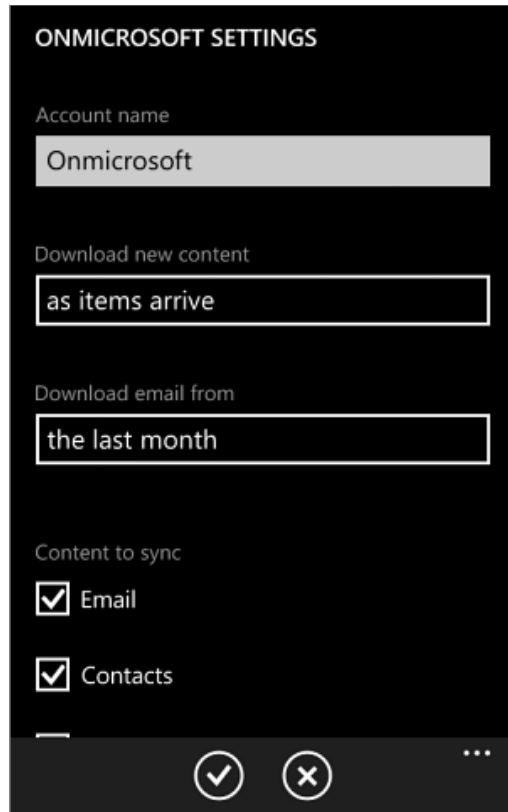 ONMICROSOFT SETTINGS
Account name
Onmicrosoft
Download new content
as items arrive
Download email from
the last month
Content to sync
Email
Contacts